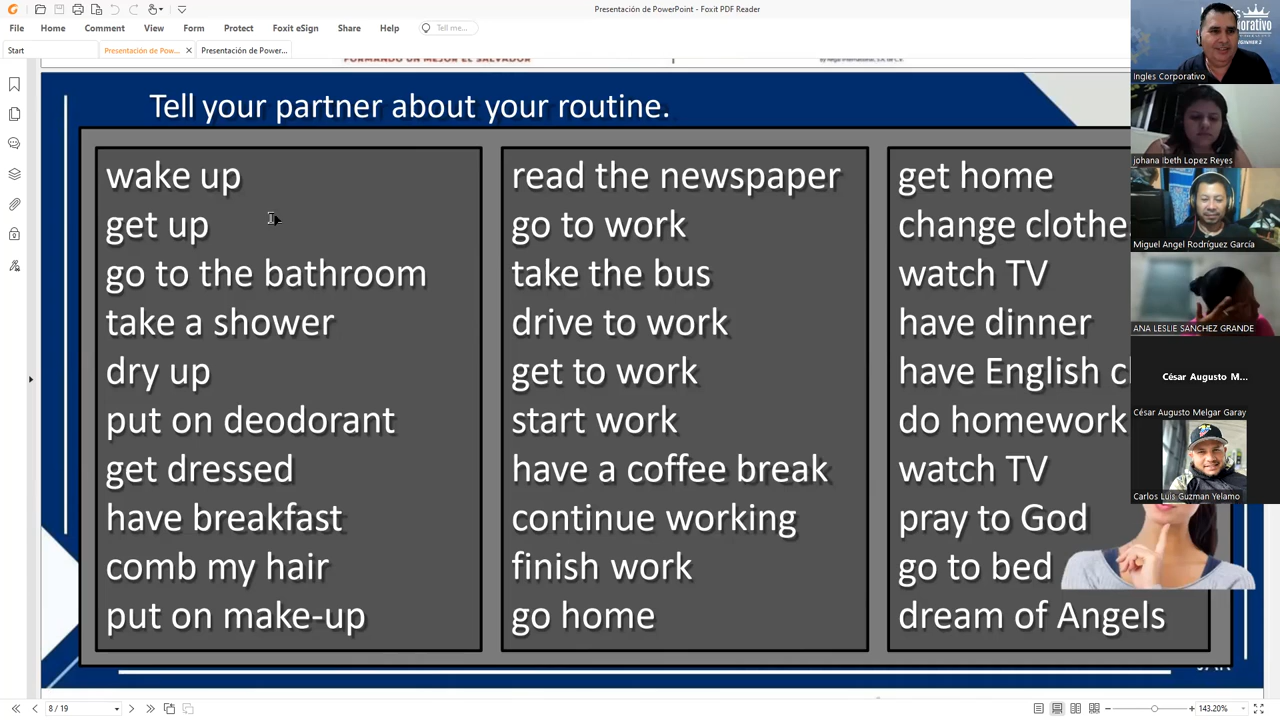 Presentación de PowerPoint - Foxit PDF Reader
File Home Comment View Form Protect Foxit eSign Share Help Tell me...
Start Presentación de Pow... Presentación de Power...
FORMANDO UN MEJOR EL SALVADOR
Tell your partner about your routine.
wake up
get up
go to the bathroom
take a shower
dry up
put on deodorant
get dressed
have breakfast
comb my hair
put on make-up
read the newspaper
go to work
take the bus
drive to work
get to work
start work
have a coffee break
continue working
finish work
go home
get home
change clothe
watch TV
have dinner
have English c
do homework
watch TV
pray to God
go to bed
dream of Angels
Ingles Corporativo
johana Ibeth Lopez Reyes
Miguel Angel Rodríguez García
ANA LESLIE SANCHEZ GRANDE
César Augusto M...
César Augusto Melgar Garay
Carlos Luis Guzman Yelamo
8 / 19
143.20%